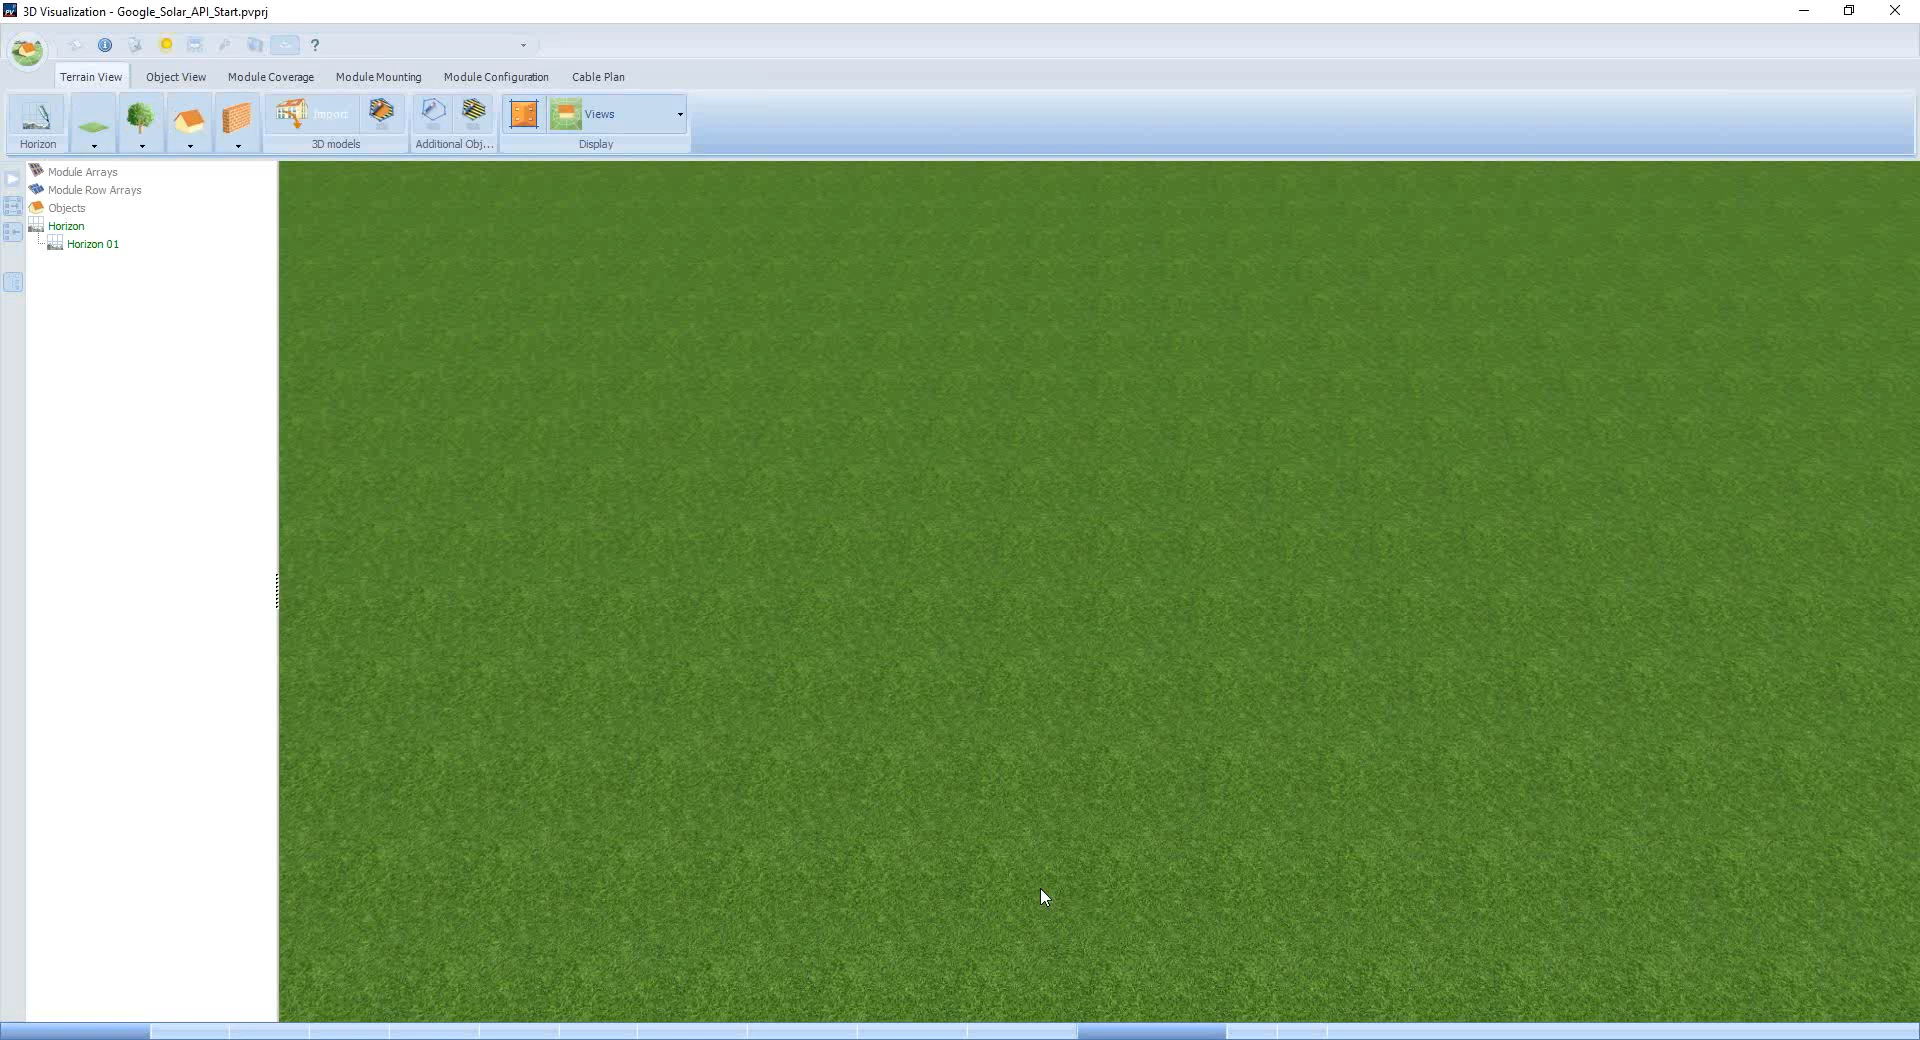 3D Visualization - Google_Solar_API_Start.pvprj
?
Terrain View Object View Module Coverage Module Mounting Module Configuration Cable Plan
Import Views
Horizon 3D models Additional Obj... Display
Module Arrays
Module Row Arrays
Objects
Horizon
Horizon 01